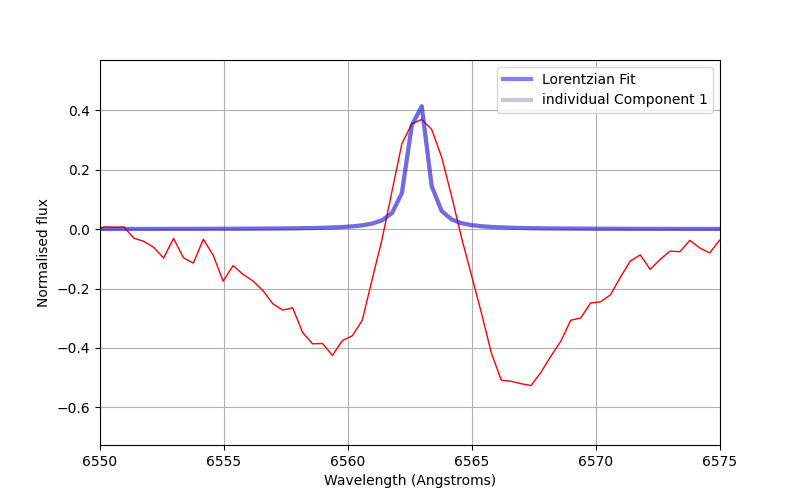 Lorentzian Fit
individual Component 1
0.4
0.2
0.0
−0.2
−0.4
−0.6
Normalised flux
6550 6555 6560 6565 6570 6575
Wavelength (Angstroms)